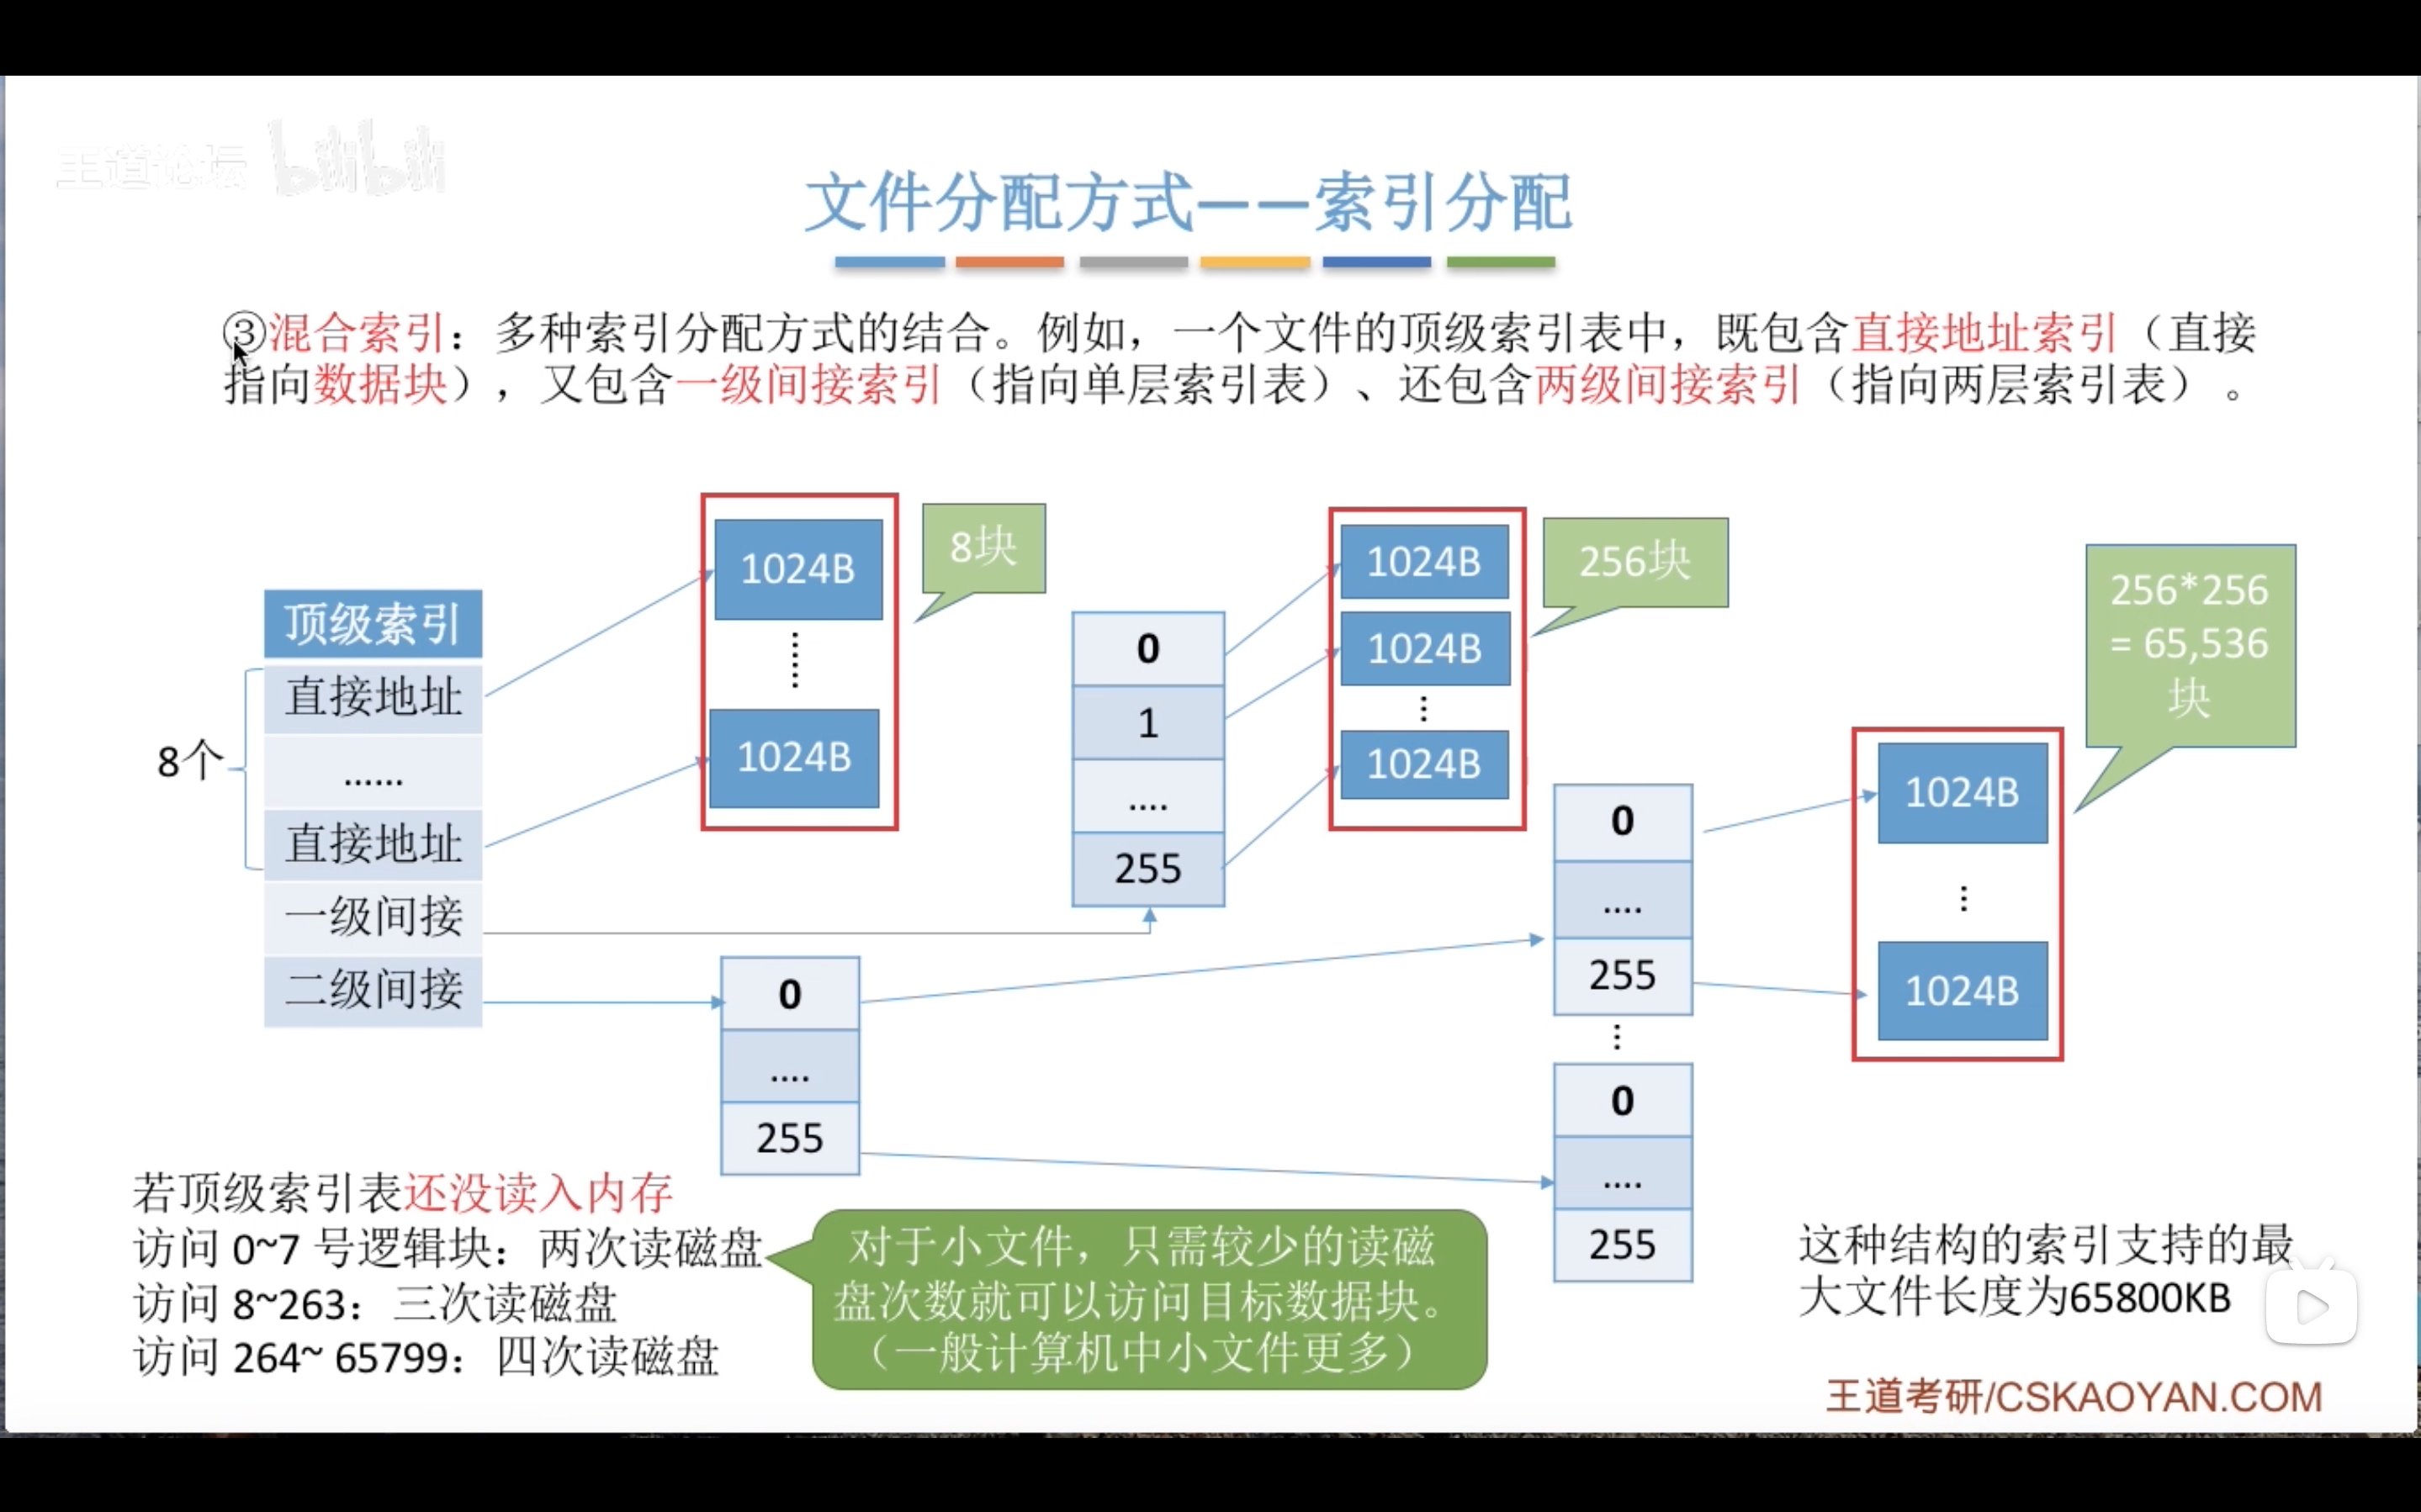 王道论坛 bilibili
文件分配方式——索引分配
③混合索引：多种索引分配方式的结合。例如，一个文件的顶级索引表中，既包含直接地址索引（直接
指向数据块），又包含一级间接索引（指向单层索引表）、还包含两级间接索引（指向两层索引表）。
8个
顶级索引
直接地址
......
直接地址
一级间接
二级间接
1024B
1024B
8块
0
1
....
255
1024B
1024B
1024B
256块
0
....
255
0
....
255
0
....
255
1024B
1024B
256*256
= 65,536
块
若顶级索引表还没读入内存
访问 0~7 号逻辑块：两次读磁盘
访问 8~263：三次读磁盘
访问 264~ 65799：四次读磁盘
对于小文件，只需较少的读磁
盘次数就可以访问目标数据块。
（一般计算机中小文件更多）
这种结构的索引支持的最
大文件长度为65800KB
王道考研/CSKAOYAN.COM